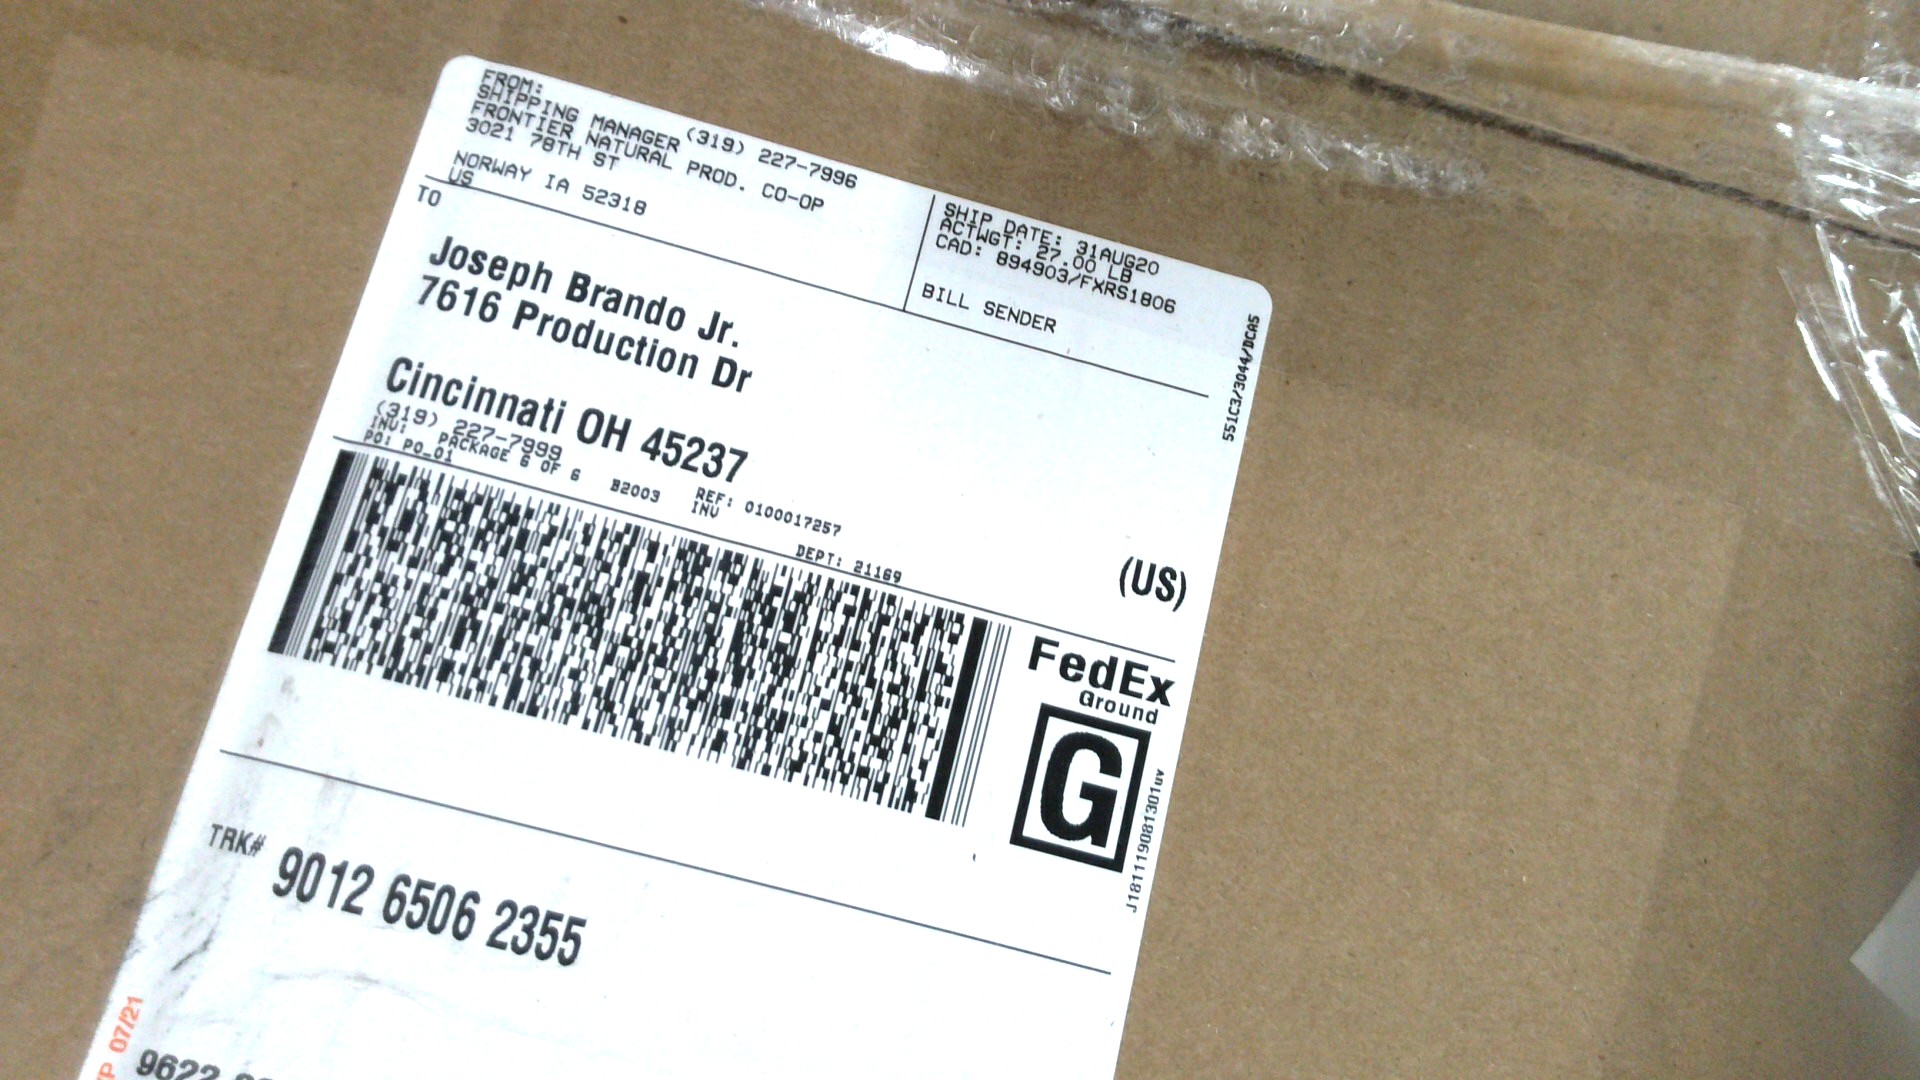 FROM:
SHIPPING MANAGER (319) 227-7996
FRONTIER NATURAL PROD. CO-OP
3021 78TH ST
NORWAY IA 52318
US
SHIP DATE: 31AUG20
ACTWGT: 27.00 LB
CAD: 894903/FXRS1806
BILL SENDER
TO
Joseph Brando Jr.
7616 Production Dr
Cincinnati OH 45237
(319) 227-7999
INV: PACKAGE 6 OF 6 B2003 REF: 0100017257
PO: PO_01 INV
DEPT: 21169
(US)
551C3/3044/DCA5
FedEx
Ground
G
J181119081301uv
TRK# 9012 6506 2355
07/21
9622